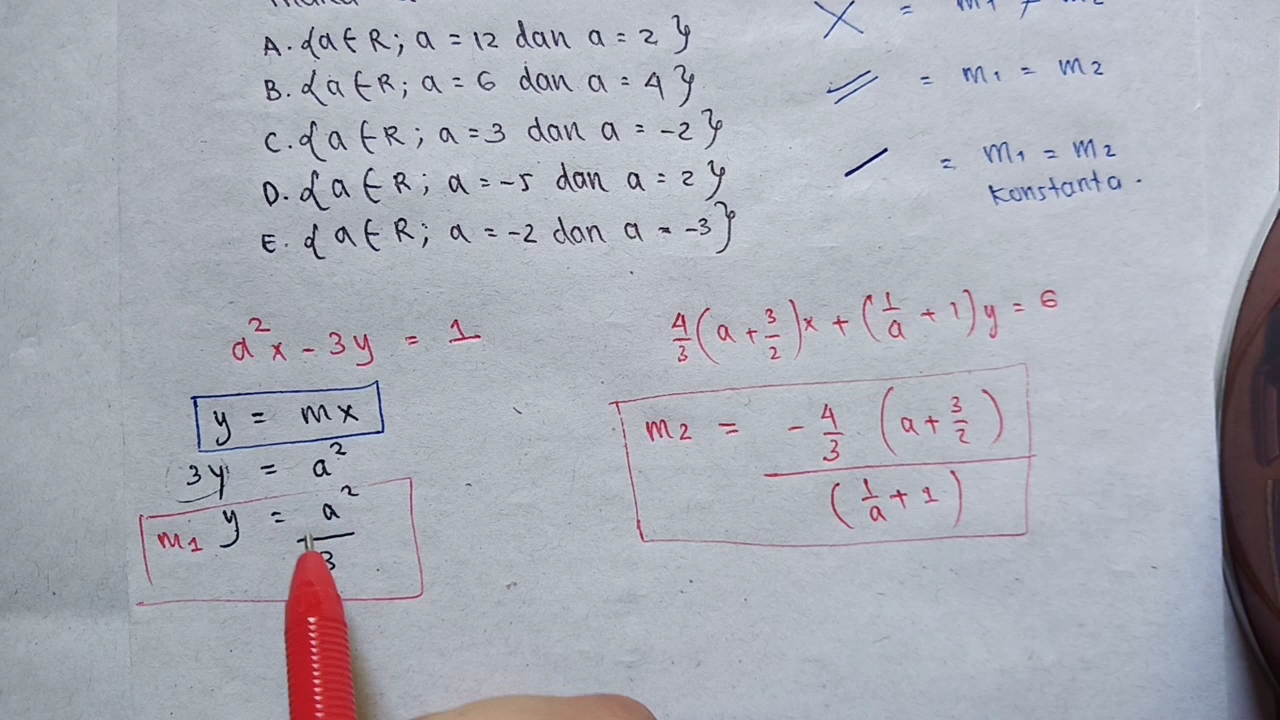 A. {a ∈ R; a = 12 dan a = 2}
B. {a ∈ R; a = 6 dan a = 4}
C. {a ∈ R; a = 3 dan a = -2}
D. {a ∈ R; a = -5 dan a = 2}
E. {a ∈ R; a = -2 dan a = -3}
= m1 ≠ m2
= m1 = m2
= m1 = m2
Konstanta.
a²x - 3y = 1
y = mx
3y = a²
m1 y = a²/3
4/3 (a + 3/2)x + (1/a + 1)y = 6
m2 = -4/3 (a + 3/2) / (1/a + 1)